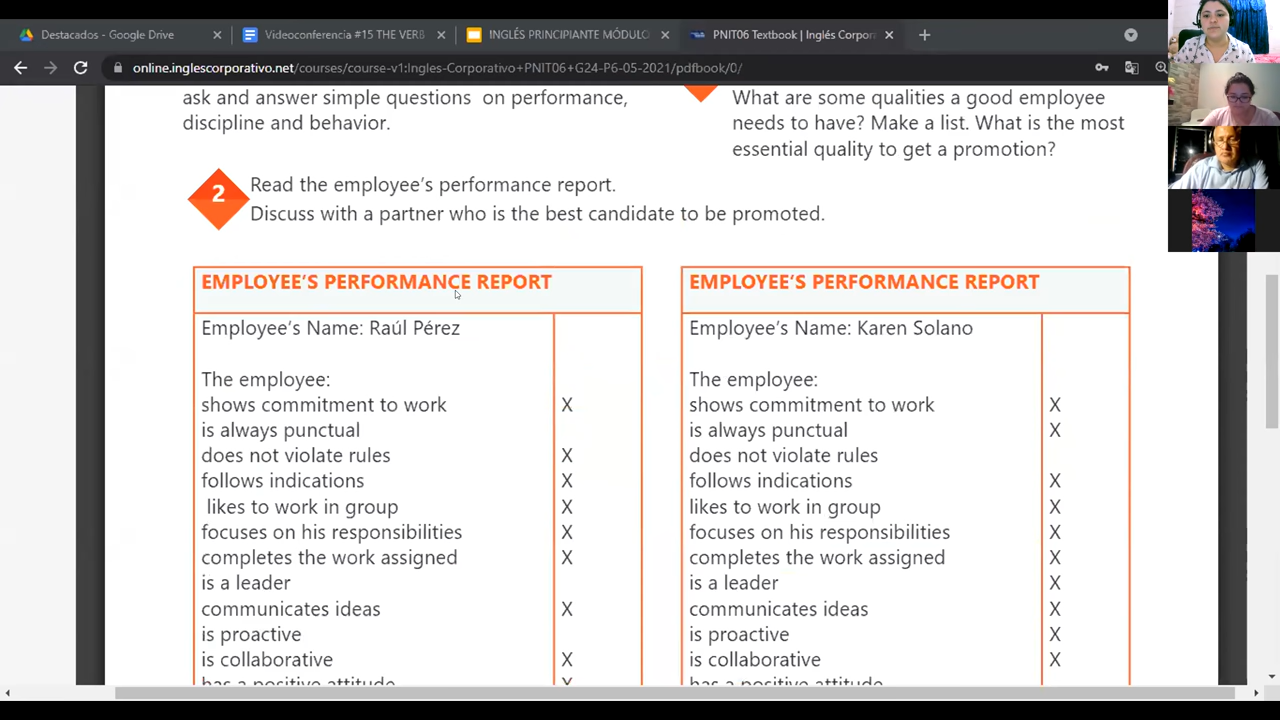 Destacados - Google Drive
Videoconferencia #15 THE VERB
INGLÉS PRINCIPIANTE MÓDULO
PNIT06 Textbook | Inglés Corpor
online.inglescorporativo.net/courses/course-v1:Ingles-Corporativo+PNIT06+G24-P6-05-2021/pdfbook/0/
ask and answer simple questions on performance,
discipline and behavior.
What are some qualities a good employee
needs to have? Make a list. What is the most
essential quality to get a promotion?
2
Read the employee's performance report.
Discuss with a partner who is the best candidate to be promoted.
EMPLOYEE'S PERFORMANCE REPORT
Employee's Name: Raúl Pérez
The employee:
shows commitment to work X
is always punctual
does not violate rules X
follows indications X
likes to work in group X
focuses on his responsibilities X
completes the work assigned X
is a leader
communicates ideas X
is proactive
is collaborative X
has a positive attitude X
EMPLOYEE'S PERFORMANCE REPORT
Employee's Name: Karen Solano
The employee:
shows commitment to work X
is always punctual X
does not violate rules
follows indications X
likes to work in group X
focuses on his responsibilities X
completes the work assigned X
is a leader X
communicates ideas X
is proactive X
is collaborative X
has a positive attitude